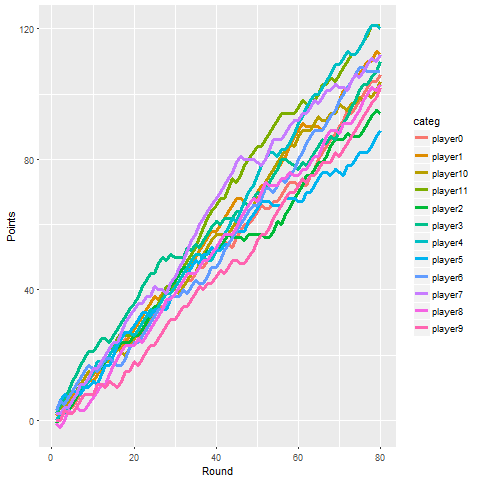 120
80
40
0
Points
0
20
40
60
80
Round
categ
player0
player1
player10
player11
player2
player3
player4
player5
player6
player7
player8
player9